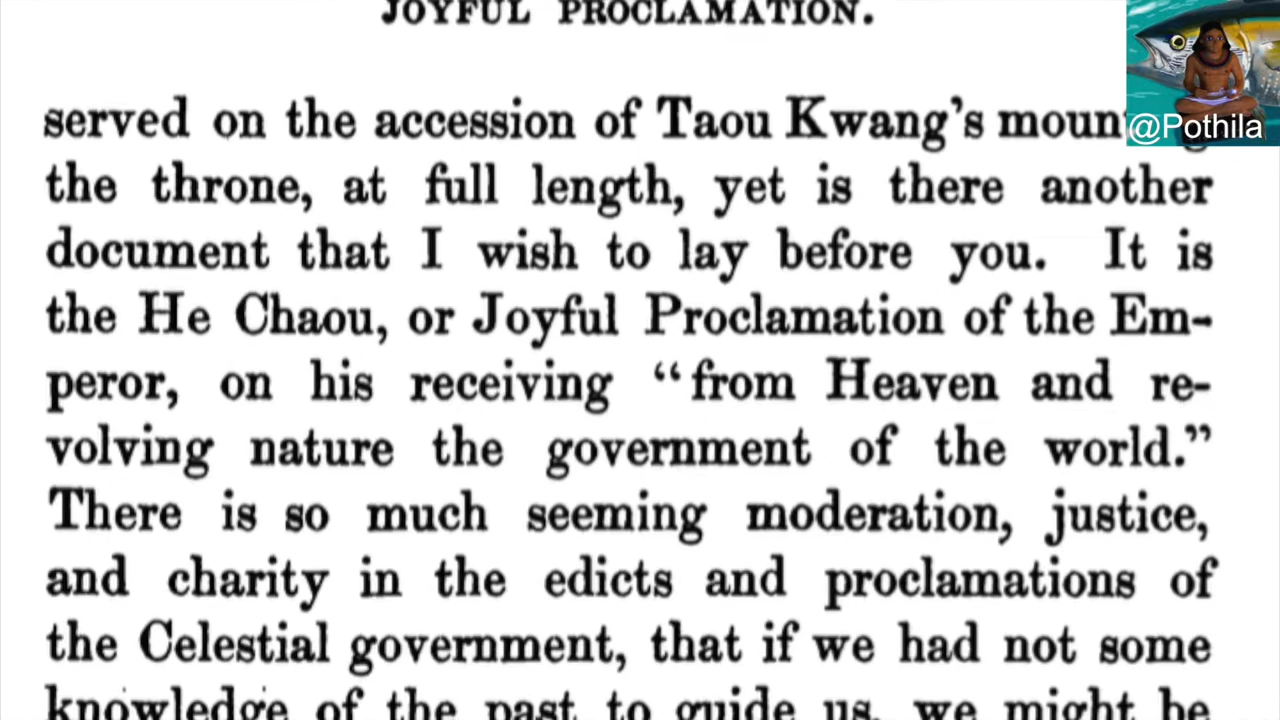 JOYFUL PROCLAMATION.
served on the accession of Taou Kwang's
@Pothila
the throne, at full length, yet is there another
document that I wish to lay before you. It is
the He Chaou, or Joyful Proclamation of the Em-
peror, on his receiving “from Heaven and re-
volving nature the government of the world.”
There is so much seeming moderation, justice,
and charity in the edicts and proclamations of
the Celestial government, that if we had not some
knowledge of the past to guide us, we might be